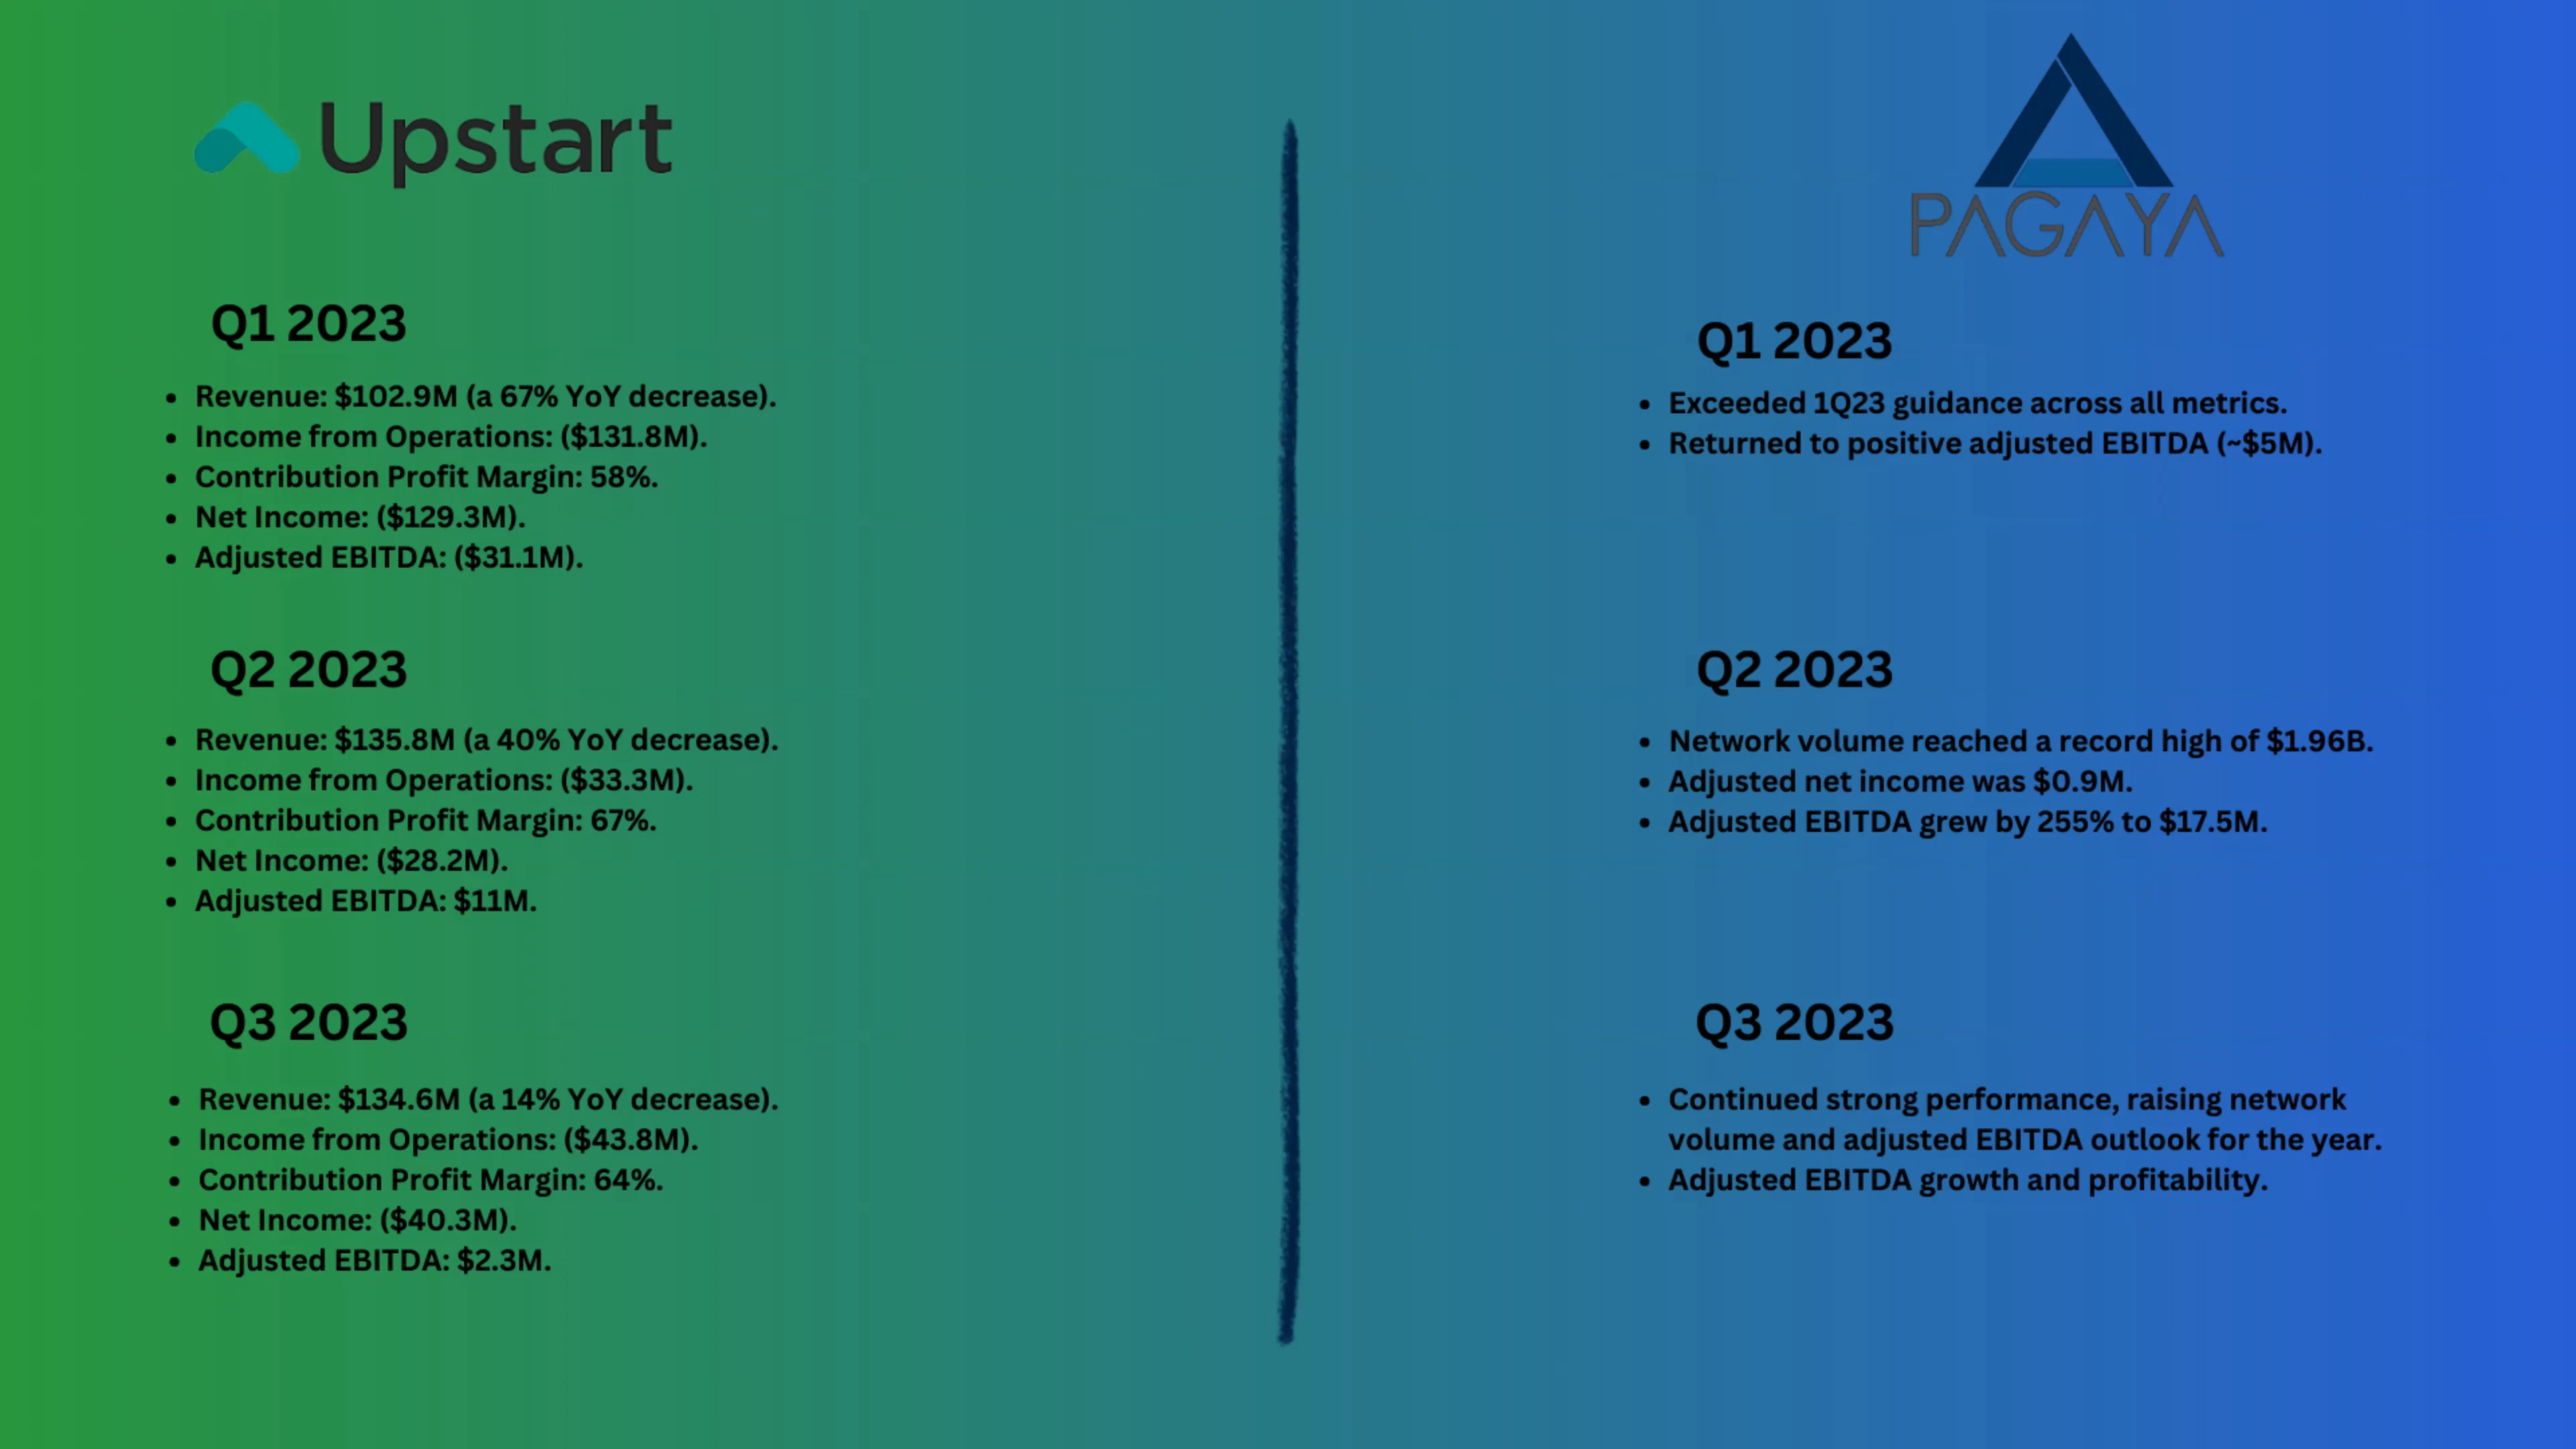 Upstart
Q1 2023
• Revenue: $102.9M (a 67% YoY decrease).
• Income from Operations: ($131.8M).
• Contribution Profit Margin: 58%.
• Net Income: ($129.3M).
• Adjusted EBITDA: ($31.1M).
Q2 2023
• Revenue: $135.8M (a 40% YoY decrease).
• Income from Operations: ($33.3M).
• Contribution Profit Margin: 67%.
• Net Income: ($28.2M).
• Adjusted EBITDA: $11M.
Q3 2023
• Revenue: $134.6M (a 14% YoY decrease).
• Income from Operations: ($43.8M).
• Contribution Profit Margin: 64%.
• Net Income: ($40.3M).
• Adjusted EBITDA: $2.3M.
PAGAYA
Q1 2023
• Exceeded 1Q23 guidance across all metrics.
• Returned to positive adjusted EBITDA (~$5M).
Q2 2023
• Network volume reached a record high of $1.96B.
• Adjusted net income was $0.9M.
• Adjusted EBITDA grew by 255% to $17.5M.
Q3 2023
• Continued strong performance, raising network
volume and adjusted EBITDA outlook for the year.
• Adjusted EBITDA growth and profitability.